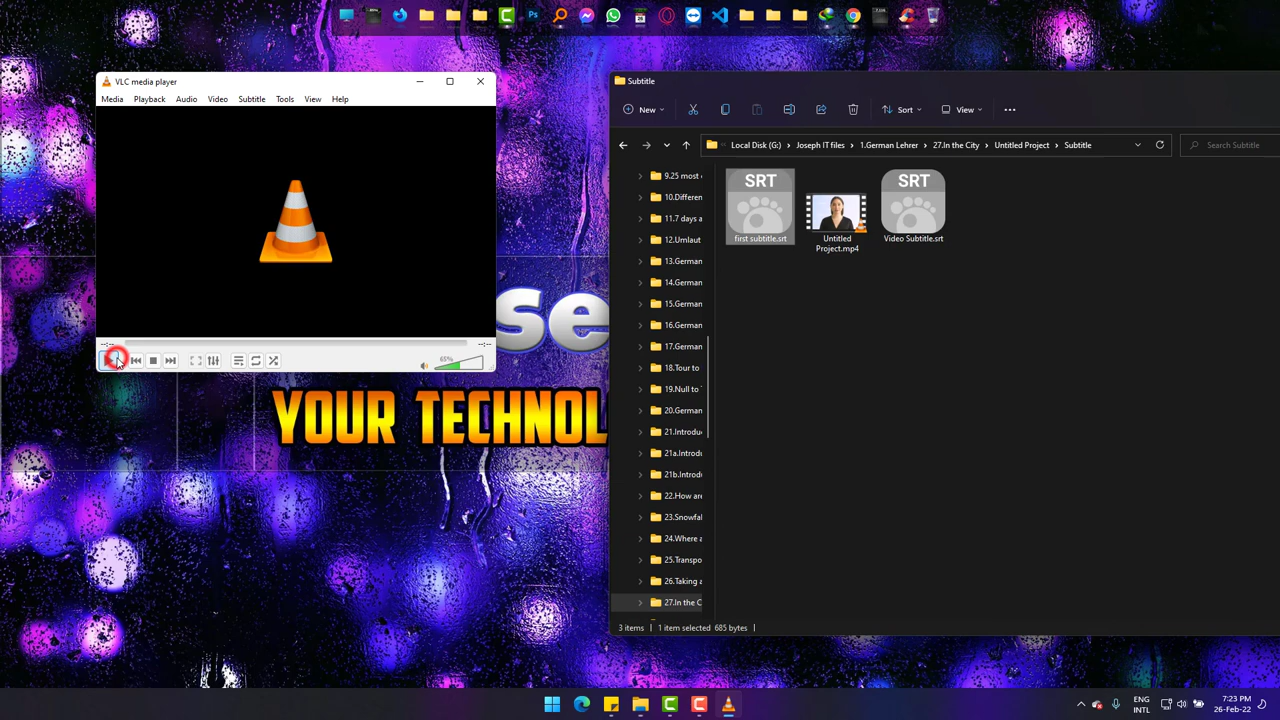 VLC media player
Media Playback Audio Video Subtitle Tools View Help
--:--
--:--
65%
se
YOUR TECHNOL
Subtitle
New
Sort
View
Local Disk (G:) > Joseph IT files > 1.German Lehrer > 27.In the City > Untitled Project > Subtitle
Search Subtitle
9.25 most
10.Differen
11.7 days a
12.Umlaut
13.German
14.German
15.German
16.German
17.German
18.Tour to
19.Null to
20.German
21.Introdu
21a.Introd
21b.Introd
22.How are
23.Snowfal
24.Where a
25.Transpo
26.Taking a
27.In the C
SRT
first subtitle.srt
Untitled
Project.mp4
SRT
Video Subtitle.srt
3 items
1 item selected 685 bytes
ENG
INTL
7:23 PM
26-Feb-22